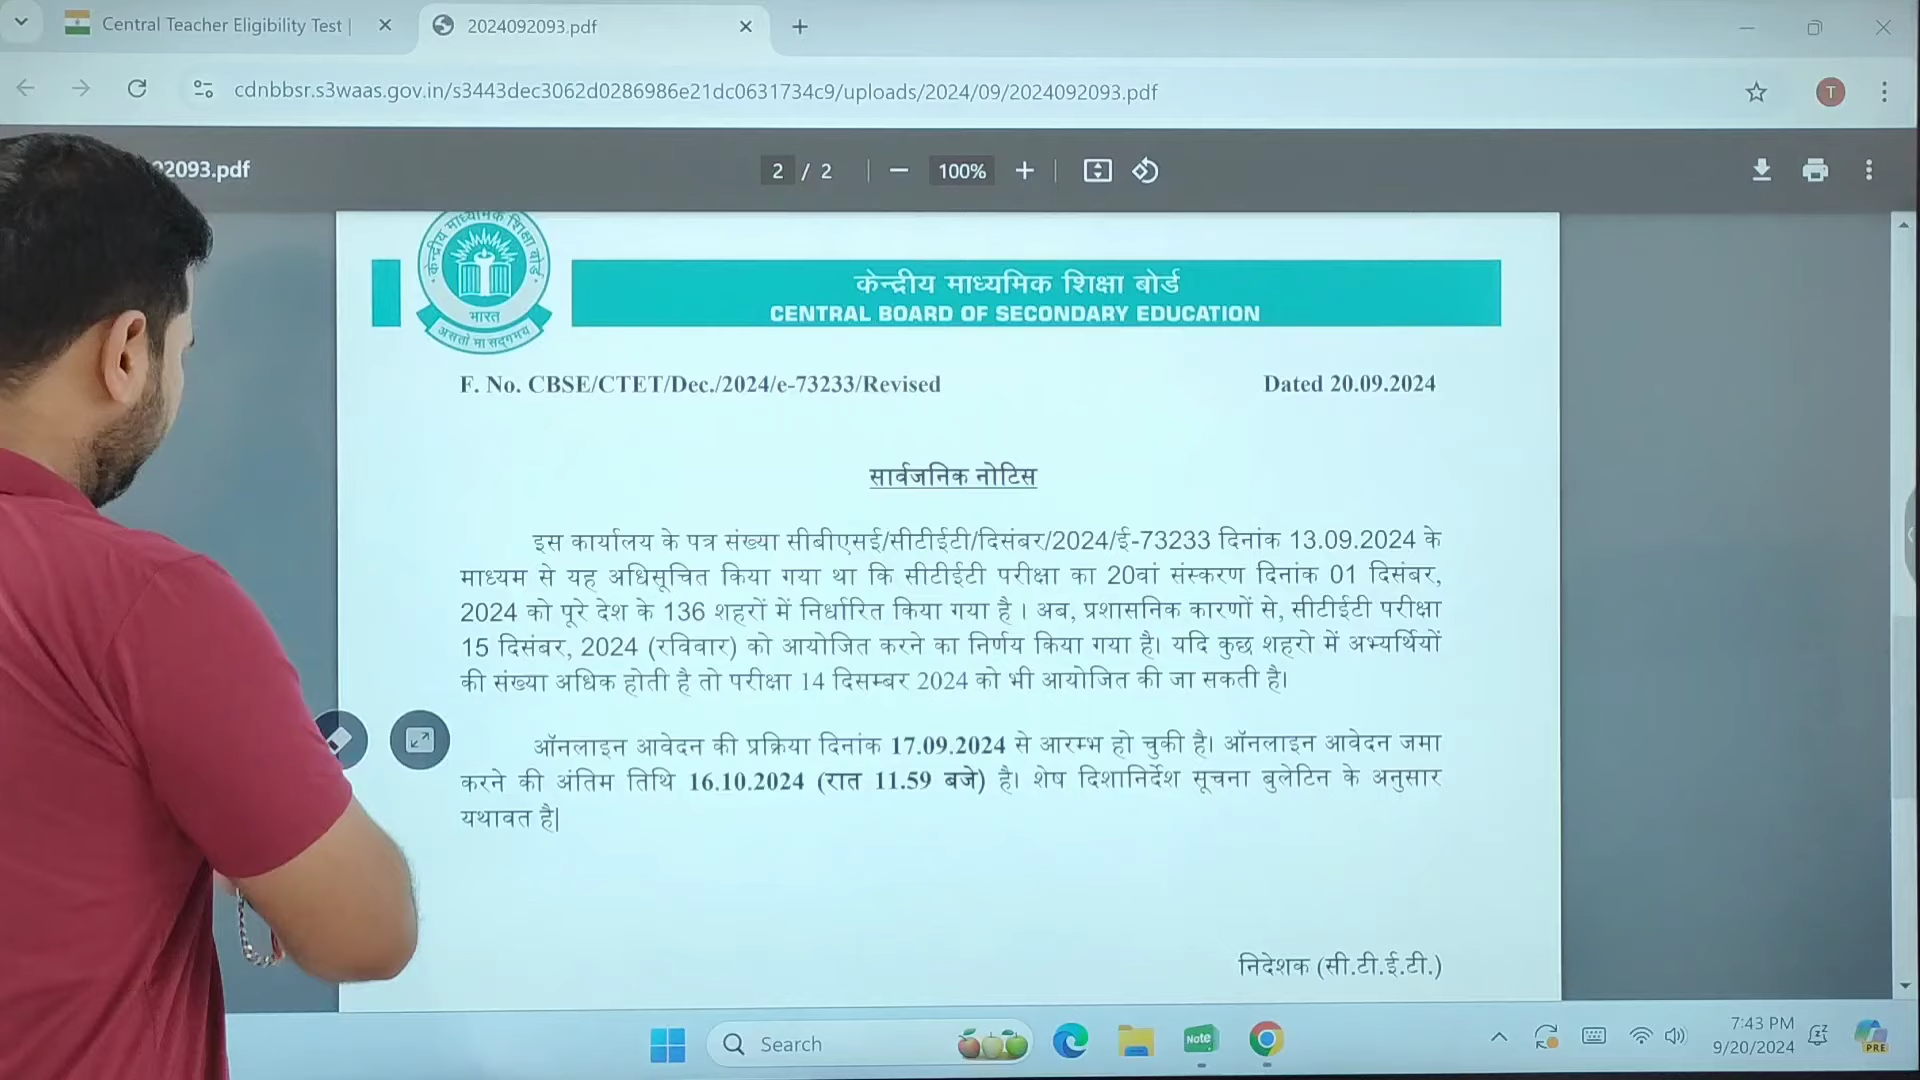 Central Teacher Eligibility Test |
2024092093.pdf
cdnbbsr.s3waas.gov.in/s3443dec3062d0286986e21dc0631734c9/uploads/2024/09/2024092093.pdf
T
2093.pdf
2 / 2
100%
केन्द्रीय माध्यमिक शिक्षा बोर्ड
भारत
असतो मा सद्गमय
केन्द्रीय माध्यमिक शिक्षा बोर्ड
CENTRAL BOARD OF SECONDARY EDUCATION
F. No. CBSE/CTET/Dec./2024/e-73233/Revised Dated 20.09.2024
सार्वजनिक नोटिस
इस कार्यालय के पत्र संख्या सीबीएसई/सीटीईटी/दिसंबर/2024/ई-73233 दिनांक 13.09.2024 के
माध्यम से यह अधिसूचित किया गया था कि सीटीईटी परीक्षा का 20वां संस्करण दिनांक 01 दिसंबर,
2024 को पूरे देश के 136 शहरों में निर्धारित किया गया है । अब, प्रशासनिक कारणों से, सीटीईटी परीक्षा
15 दिसंबर, 2024 (रविवार) को आयोजित करने का निर्णय किया गया है। यदि कुछ शहरो में अभ्यर्थियों
की संख्या अधिक होती है तो परीक्षा 14 दिसम्बर 2024 को भी आयोजित की जा सकती है।
ऑनलाइन आवेदन की प्रक्रिया दिनांक 17.09.2024 से आरम्भ हो चुकी है। ऑनलाइन आवेदन जमा
करने की अंतिम तिथि 16.10.2024 (रात 11.59 बजे) है। शेष दिशानिर्देश सूचना बुलेटिन के अनुसार
यथावत है|
निदेशक (सी.टी.ई.टी.)
Search
Note
7:43 PM
9/20/2024
PRE